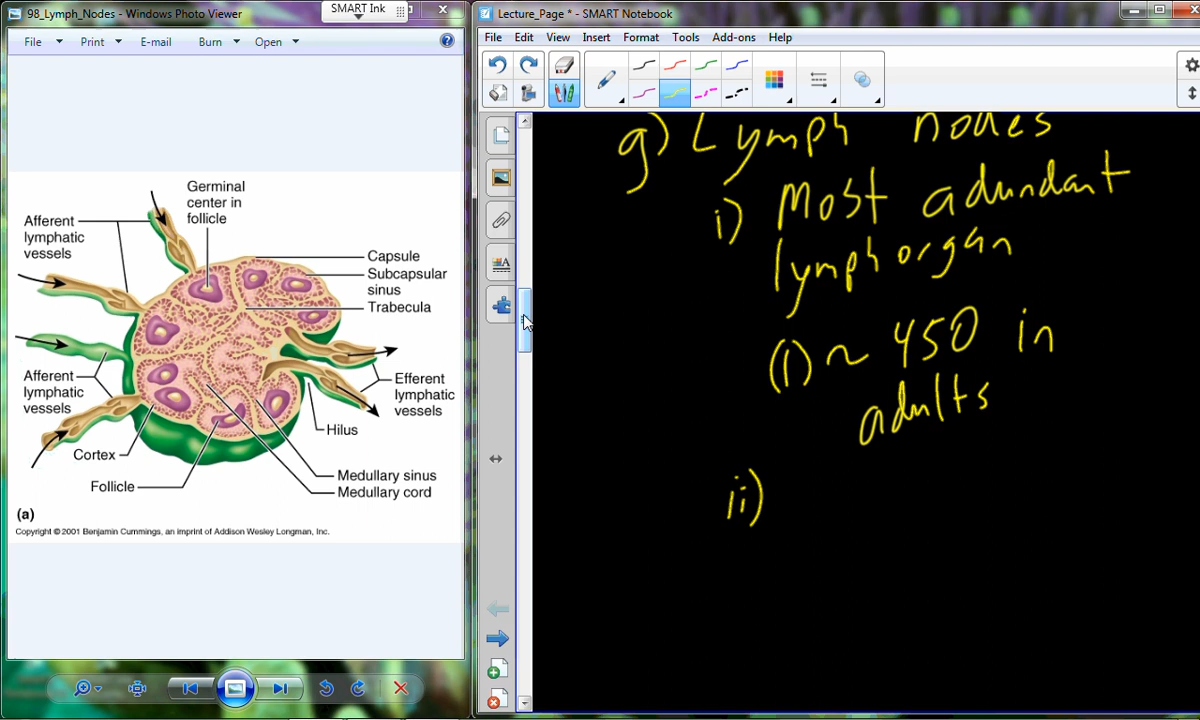 98_Lymph_Nodes - Windows Photo Viewer
SMART Ink
File Print E-mail Burn Open
Germinal
center in
follicle
Afferent
lymphatic
vessels
Capsule
Subcapsular
sinus
Trabecula
Afferent
lymphatic
vessels
Efferent
lymphatic
vessels
Hilus
Cortex
Medullary sinus
Follicle
Medullary cord
(a)
Copyright © 2001 Benjamin Cummings, an imprint of Addison Wesley Longman, Inc.
Lecture_Page * - SMART Notebook
File Edit View Insert Format Tools Add-ons Help
g) Lymph nodes
i) Most adundant
lymph organ
(1) ~ 450 in
adults
ii)